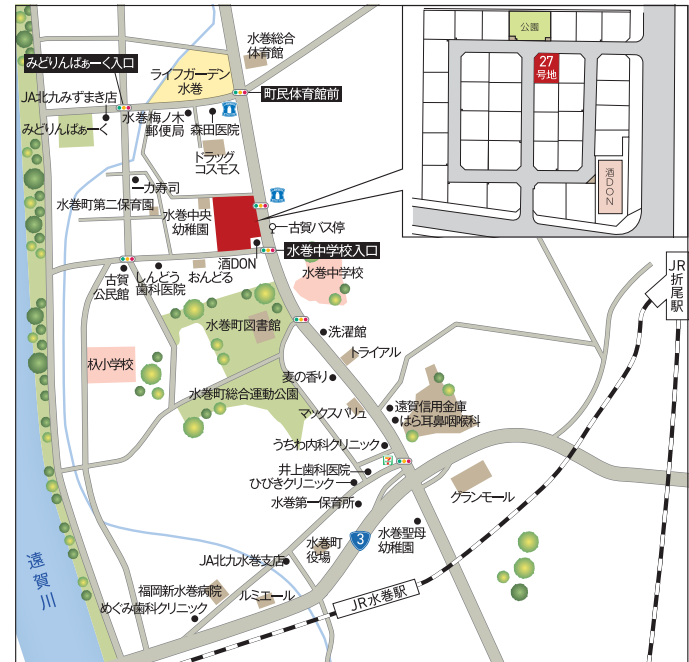 水巻総合
体育館
みどりんぱぁーく入口
ライフガーデン
水巻
JA北九みずまき店
町民体育館前
みどりんぱぁーく
水巻梅ノ木
郵便局
森田医院
ドラッグ
コスモス
一力寿司
水巻町第二保育園
水巻中央
幼稚園
古賀バス停
酒DON
水巻中学校入口
古賀
公民館
しんどう
歯科医院
おんどる
水巻中学校
公園
27
号地
酒DON
JR
折尾駅
水巻町図書館
洗濯館
トライアル
杁小学校
麦の香り
水巻町総合運動公園
マックスバリュ
遠賀信用金庫
はら耳鼻咽喉科
うちわ内科クリニック
7
井上歯科医院
ひびきクリニック
グランモール
水巻第一保育所
3
水巻聖母
幼稚園
水巻町
役場
JA北九水巻支店
遠賀川
福岡新水巻病院
ルミエール
めぐみ歯科クリニック
JR水巻駅